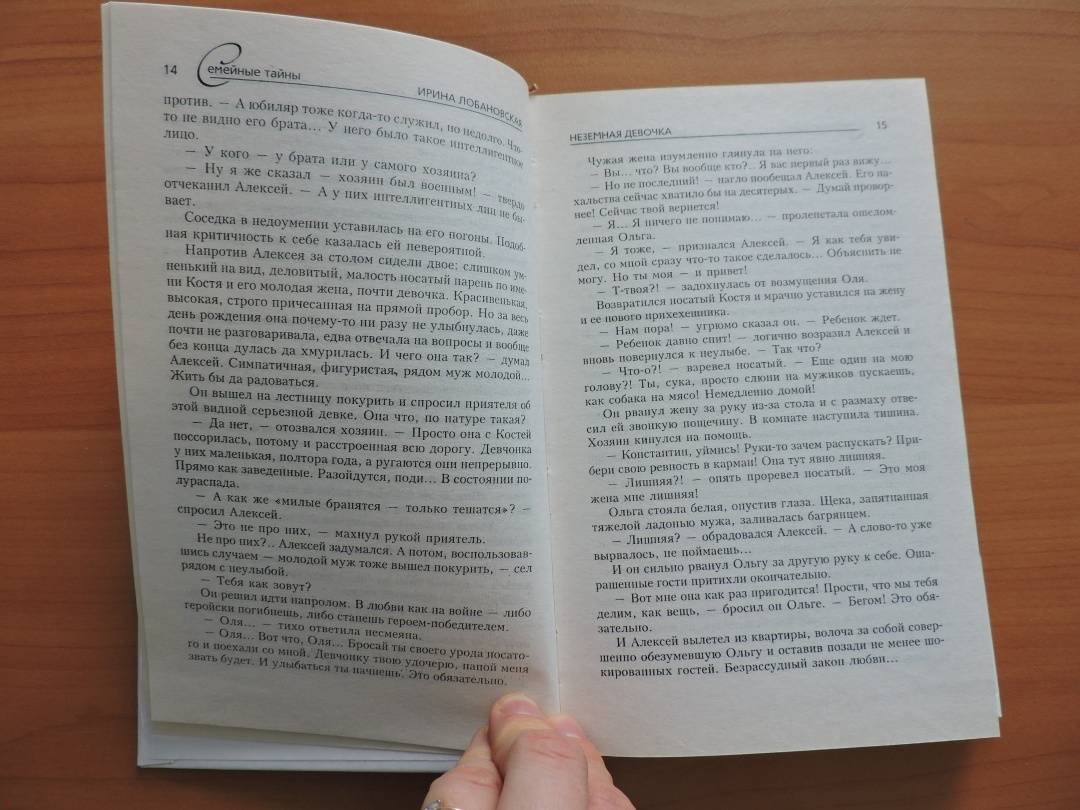 14 Семейные тайны
ИРИНА ЛОБАНОВСКАЯ
против. — А юбиляр тоже когда-то служил, но недолго. Что-
то не видно его брата... У него было такое интеллигентное
лицо.
— У кого — у брата или у самого хозяина?
— Ну я же сказал — хозяин был военным! — твердо
отчеканил Алексей. — А у них интеллигентных лиц не бы-
вает.
Соседка в недоумении уставилась на его погоны. Подоб-
ная критичность к себе казалась ей невероятной.
Напротив Алексея за столом сидели двое: слишком ум-
ненький на вид, деловитый, малость носатый парень по име-
ни Костя и его молодая жена, почти девочка. Красивенькая,
высокая, строго причесанная на прямой пробор. Но за весь
день рождения она почему-то ни разу не улыбнулась, даже
почти не разговаривала, едва отвечала на вопросы и вообще
без конца дулась да хмурилась. И чего она так? — думал
Алексей. Симпатичная, фигуристая, рядом муж молодой...
Жить бы да радоваться.
Он вышел на лестницу покурить и спросил приятеля об
этой видной серьезной девке. Она что, по натуре такая?
— Да нет, — отозвался хозяин. — Просто она с Костей
поссорилась, потому и расстроенная всю дорогу. Девчонка
у них маленькая, полтора года, а ругаются они непрерывно.
Прямо как заведенные. Разойдутся, поди... В состоянии по-
лураспада.
— А как же «милые бранятся — только тешатся»? —
спросил Алексей.
— Это не про них, — махнул рукой приятель.
Не про них?.. Алексей задумался. А потом, воспользовав-
шись случаем — молодой муж тоже вышел покурить, — сел
рядом с неулыбой.
— Тебя как зовут?
Он решил идти напролом. В любви как на войне — либо
геройски погибнешь, либо станешь героем-победителем.
— Оля... — тихо ответила несмеяна.
— Оля... Вот что, Оля... Бросай ты своего урода носато-
го и поехали со мной. Девчонку твою удочерю, папой меня
звать будет. И улыбаться ты начнешь. Это обязательно.
НЕЗЕМНАЯ ДЕВОЧКА 15
Чужая жена изумленно глянула на него:
— Вы... что? Вы вообще кто?.. Я вас первый раз вижу...
— Но не последний! — нагло пообещал Алексей. Его на-
хальства сейчас хватило бы на десятерых. — Думай провор-
нее! Сейчас твой вернется!
— Я... Я ничего не понимаю... — пролепетала ошелом-
ленная Ольга.
— Я тоже, — признался Алексей. — Я как тебя уви-
дел, со мной сразу что-то такое сделалось... Объяснить не
могу. Но ты моя — и привет!
— Т-твоя?! — задохнулась от возмущения Оля.
Возвратился носатый Костя и мрачно уставился на жену
и ее нового прихехешника.
— Нам пора! — угрюмо сказал он. — Ребенок ждет.
— Ребенок давно спит! — логично возразил Алексей и
вновь повернулся к неулыбе. — Так что?
— Что-о?! — взревел носатый. — Еще один на мою
голову?! Ты, сука, просто слюни на мужиков пускаешь,
как собака на мясо! Немедленно домой!
Он рванул жену за руку из-за стола и с размаху отве-
сил ей звонкую пощечину. В комнате наступила тишина.
Хозяин кинулся на помощь.
— Константин, уймись! Руки-то зачем распускать? При-
бери свою ревность в карман! Она тут явно лишняя.
— Лишняя?! — опять проревел носатый. — Это моя
жена мне лишняя!
Ольга стояла белая, опустив глаза. Щека, запятнанная
тяжелой ладонью мужа, заливалась багрянцем.
— Лишняя? — обрадовался Алексей. — А слово-то уже
вырвалось, не поймаешь...
И он сильно рванул Ольгу за другую руку к себе. Оша-
рашенные гости притихли окончательно.
— Вот мне она как раз пригодится! Прости, что мы тебя
делим, как вещь, — бросил он Ольге. — Бегом! Это обя-
зательно.
И Алексей вылетел из квартиры, волоча за собой совер-
шенно обезумевшую Ольгу и оставив позади не менее шо-
кированных гостей. Безрассудный закон любви...